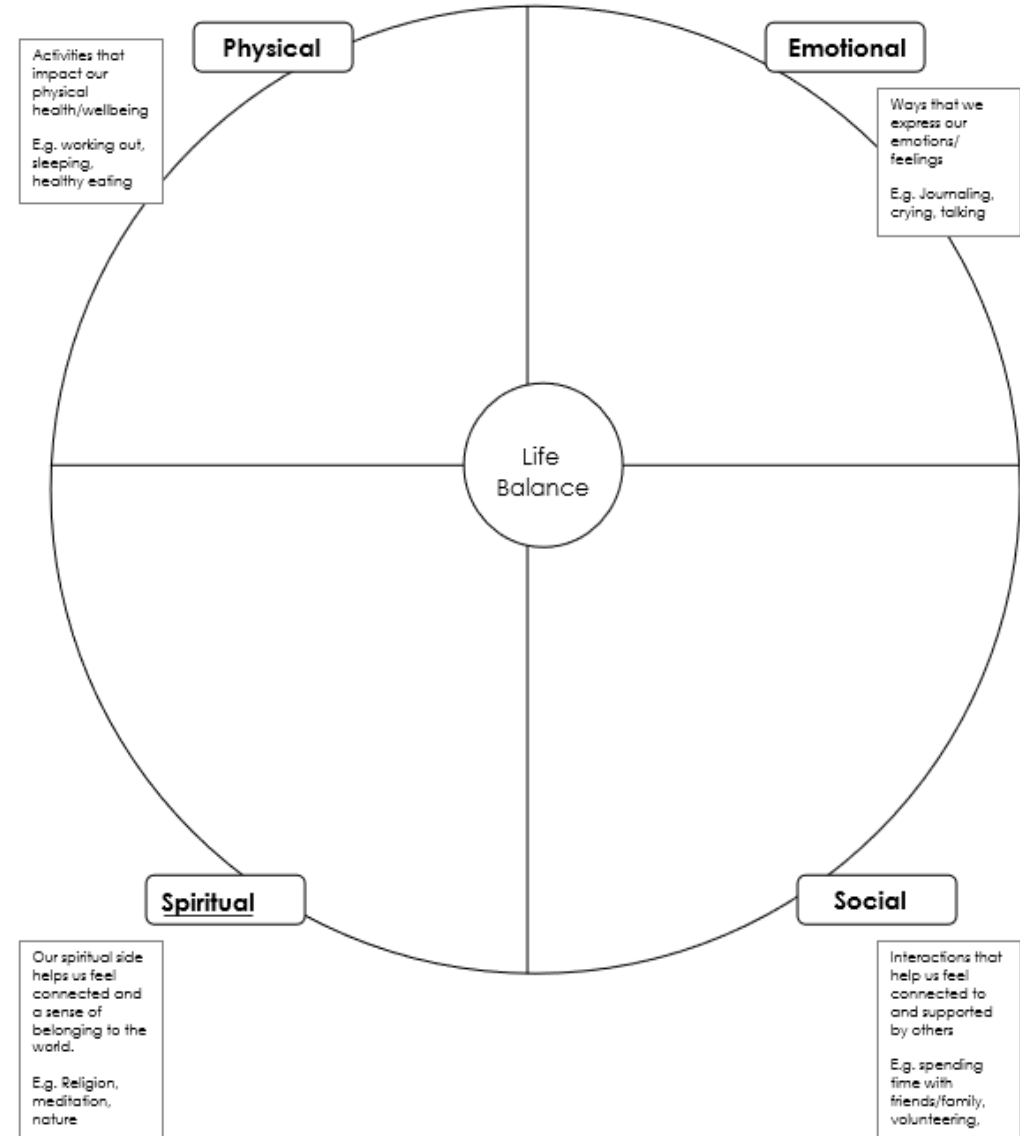 Physical
Emotional
Activities that
impact our
physical
health/wellbeing
E.g. working out,
sleeping,
healthy eating
Ways that we
express our
emotions/
feelings
E.g. Journaling,
crying, talking
Life
Balance
Spiritual
Social
Our spiritual side
helps us feel
connected and
a sense of
belonging to the
world.
E.g. Religion,
meditation,
nature
Interactions that
help us feel
connected to
and supported
by others
E.g. spending
time with
friends/family,
volunteering,